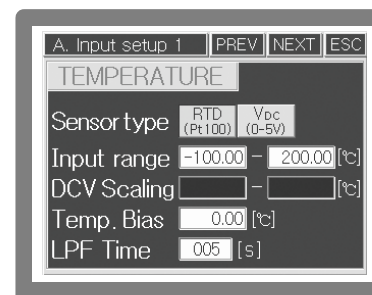 A. Input setup 1 PREV NEXT ESC
TEMPERATURE
Sensor type RTD (Pt100) VDC (0-5V)
Input range -100.00 - 200.00 [℃]
DCV Scaling - [℃]
Temp. Bias 0.00 [℃]
LPF Time 005 [s]